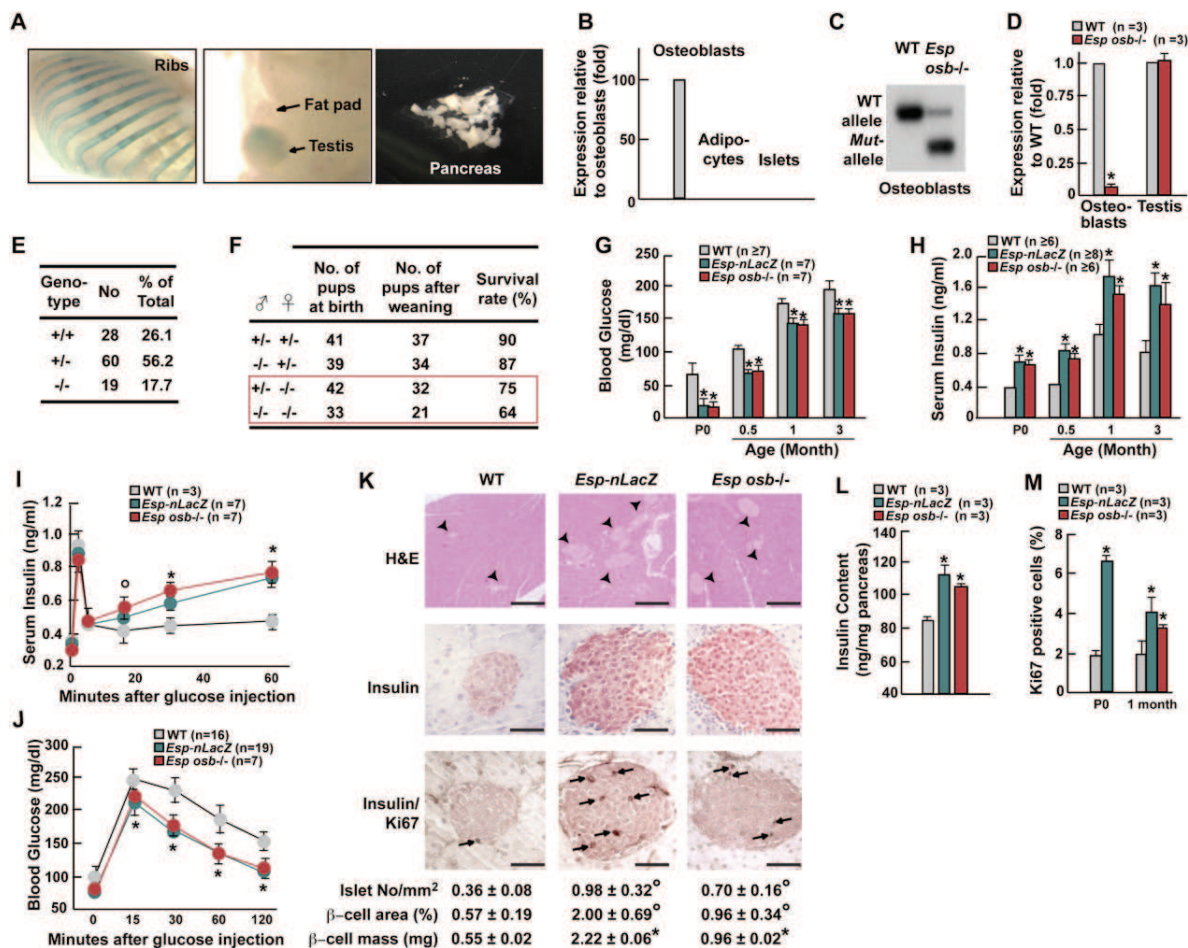 A
Ribs
Fat pad
Testis
Pancreas
B
Expression relative
to osteoblasts (fold)
100
50
0
Osteoblasts
Adipo-
cytes
Islets
C
WT Esp
osb-/-
WT
allele
Mut-
allele
Osteoblasts
D
WT (n =3)
Esp osb-/- (n =3)
Expression relative
to WT (fold)
1.0
0.8
0.6
0.4
0.2
0
*
Osteo-
blasts
Testis
E
Geno-
type No % of
Total
+/+ 28 26.1
+/- 60 56.2
-/- 19 17.7
F
♂ ♀ No. of
pups
at birth No. of
pups after
weaning Survival
rate (%)
+/- +/- 41 37 90
-/- +/- 39 34 87
+/- -/- 42 32 75
-/- -/- 33 21 64
G
WT (n ≥7)
Esp-nLacZ (n =7)
Esp osb-/- (n =7)
Blood Glucose
(mg/dl)
250
200
150
100
50
0
* *
* *
* *
* *
P0 0.5 1 3
Age (Month)
H
WT (n ≥6)
Esp-nLacZ (n ≥8)
Esp osb-/- (n ≥6)
Serum Insulin (ng/ml)
2.0
1.6
1.2
0.8
0.4
* *
* *
* *
* *
P0 0.5 1 3
Age (Month)
I
WT (n =3)
Esp-nLacZ (n =7)
Esp osb-/- (n =7)
Serum Insulin (ng/ml)
1.2
1.0
0.8
0.6
0.4
0.2
o * *
0 20 40 60
Minutes after glucose injection
J
WT (n=16)
Esp-nLacZ (n=19)
Esp osb-/- (n=7)
Blood Glucose (mg/dl)
300
250
200
150
100
50
* * * *
0 15 30 60 120
Minutes after glucose injection
K
WT Esp-nLacZ Esp osb-/-
H&E
Insulin
Insulin/
Ki67
Islet No/mm² 0.36 ± 0.08 0.98 ± 0.32° 0.70 ± 0.16°
β-cell area (%) 0.57 ± 0.19 2.00 ± 0.69° 0.96 ± 0.34°
β-cell mass (mg) 0.55 ± 0.02 2.22 ± 0.06* 0.96 ± 0.02*
L
WT (n =3)
Esp-nLacZ (n =3)
Esp osb-/- (n =3)
Insulin Content
(ng/mg pancreas)
140
120
100
80
60
40
* *
M
WT (n=3)
Esp-nLacZ (n=3)
Esp osb-/- (n=3)
Ki67 positive cells (%)
8
6
4
2
0
*
* *
P0 1 month